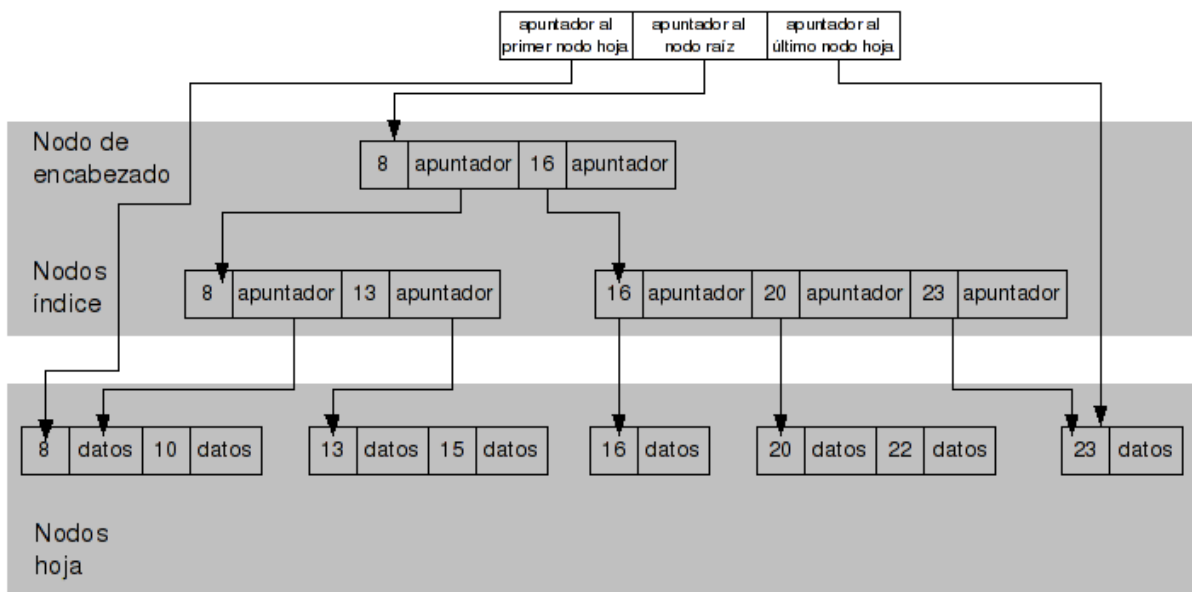 apuntador al
primer nodo hoja
apuntador al
nodo raíz
apuntador al
último nodo hoja
Nodo de
encabezado
8 apuntador 16 apuntador
Nodos
índice
8 apuntador 13 apuntador
16 apuntador 20 apuntador 23 apuntador
8 datos 10 datos
13 datos 15 datos
16 datos
20 datos 22 datos
23 datos
Nodos
hoja